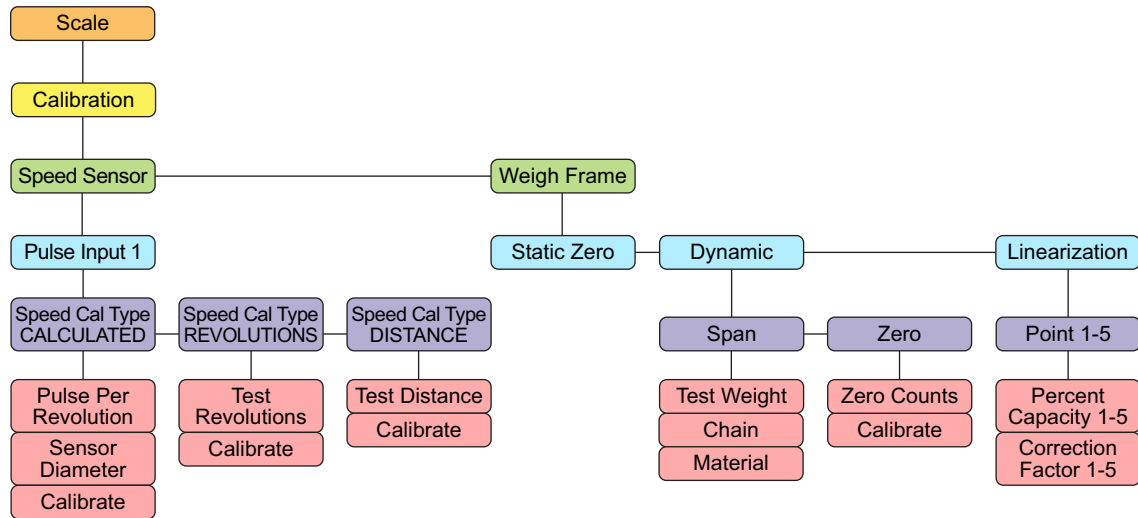 Scale
Calibration
Speed Sensor
Weigh Frame
Pulse Input 1
Static Zero
Dynamic
Linearization
Speed Cal Type
CALCULATED
Speed Cal Type
REVOLUTIONS
Speed Cal Type
DISTANCE
Span
Zero
Point 1-5
Pulse Per
Revolution
Sensor
Diameter
Calibrate
Test
Revolutions
Calibrate
Test Distance
Calibrate
Test Weight
Chain
Material
Zero Counts
Calibrate
Percent
Capacity 1-5
Correction
Factor 1-5